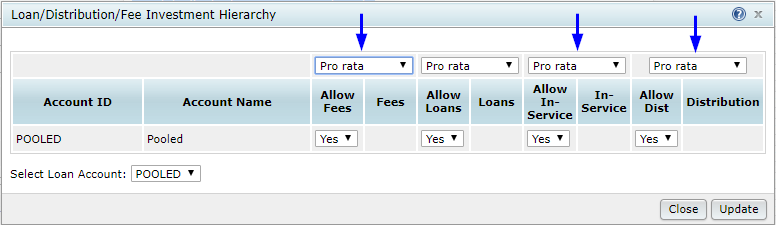 Loan/Distribution/Fee Investment Hierarchy ? x
Pro rata Pro rata Pro rata Pro rata
Account ID Account Name Allow Fees Fees Allow Loans Loans Allow In-Service In-Service Allow Dist Distribution
POOLED Pooled Yes Yes Yes Yes
Select Loan Account: POOLED
Close Update